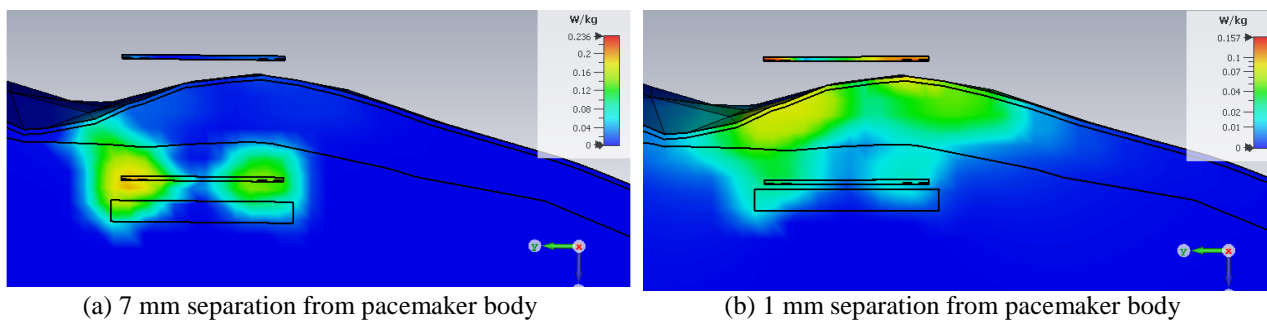 W/kg
0.236
0.2
0.16
0.12
0.08
0.04
0
y
x
(a) 7 mm separation from pacemaker body
W/kg
0.157
0.1
0.07
0.04
0.02
0.01
0
y
x
(b) 1 mm separation from pacemaker body